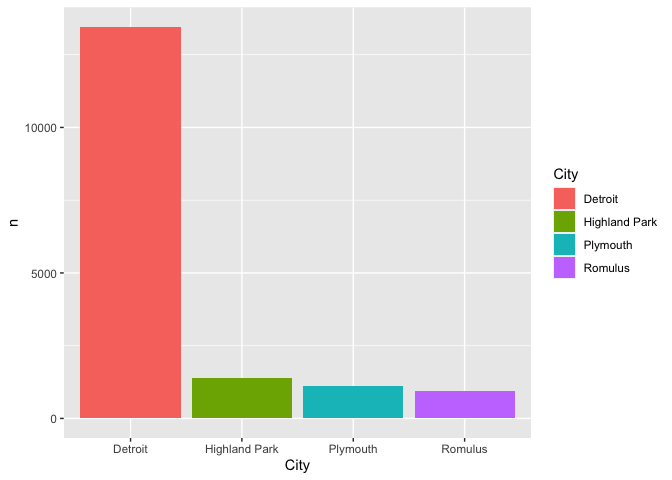 n
10000
5000
0
Detroit
Highland Park
Plymouth
Romulus
City
City
Detroit
Highland Park
Plymouth
Romulus